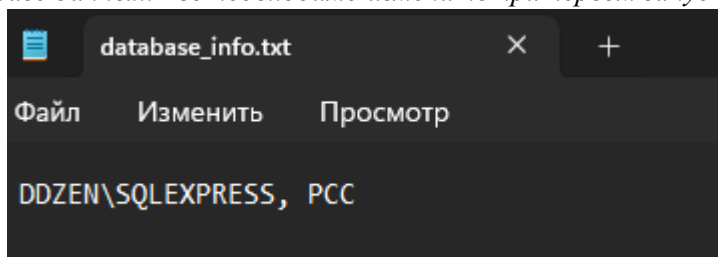 database_info.txt
Файл Изменить Просмотр
DDZEN\SQLEXPRESS, PCC